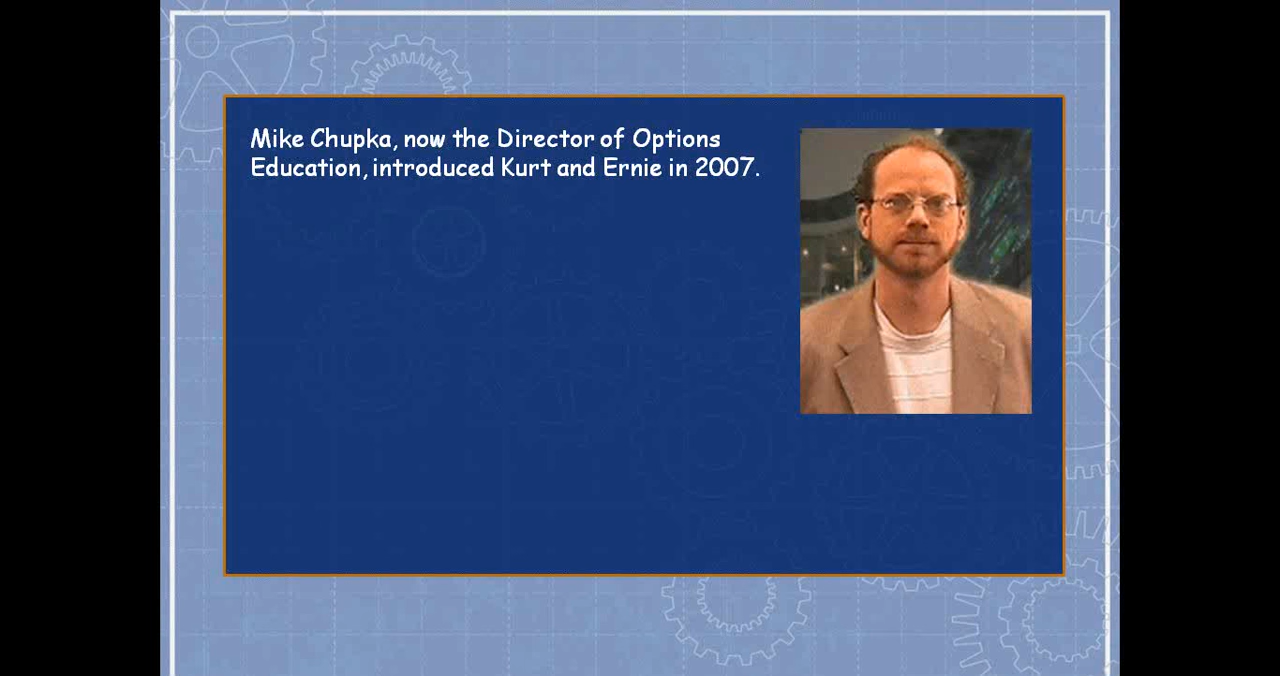 Mike Chupka, now the Director of Options
Education, introduced Kurt and Ernie in 2007.